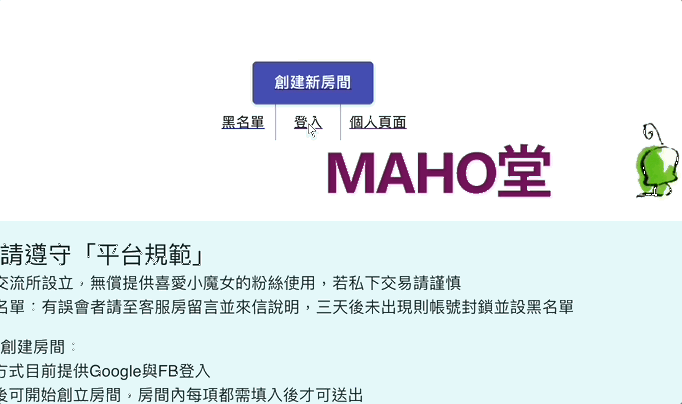 創建新房間
黑名單 登入 個人頁面
MAHO堂
請遵守「平台規範」
交流所設立，無償提供喜愛小魔女的粉絲使用，若私下交易請謹慎
名單：有誤會者請至客服房留言並來信說明，三天後未出現則帳號封鎖並設黑名單
創建房間：
方式目前提供Google與FB登入
後可開始創立房間，房間內每項都需填入後才可送出